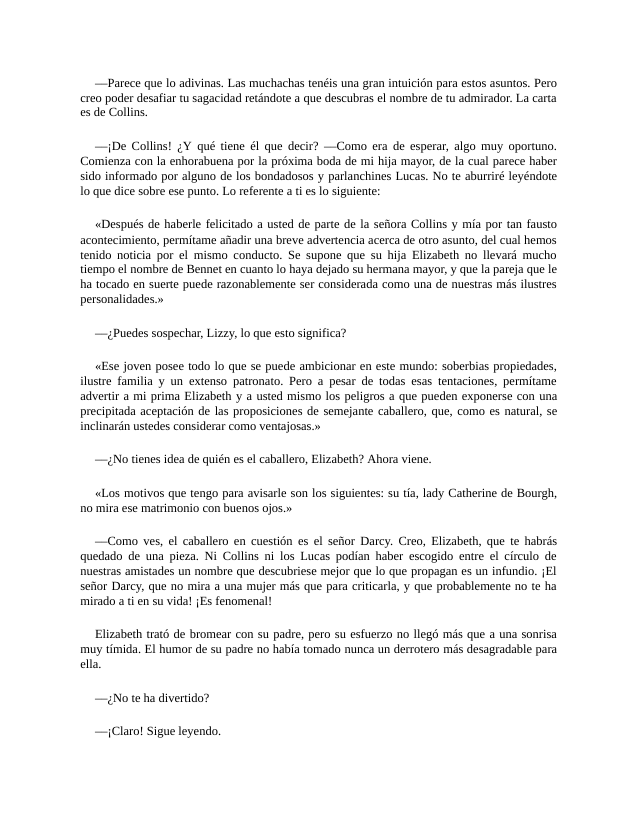 —Parece que lo adivinas. Las muchachas tenéis una gran intuición para estos asuntos. Pero
creo poder desafiar tu sagacidad retándote a que descubras el nombre de tu admirador. La carta
es de Collins.
—¡De Collins! ¿Y qué tiene él que decir? —Como era de esperar, algo muy oportuno.
Comienza con la enhorabuena por la próxima boda de mi hija mayor, de la cual parece haber
sido informado por alguno de los bondadosos y parlanchines Lucas. No te aburriré leyéndote
lo que dice sobre ese punto. Lo referente a ti es lo siguiente:
«Después de haberle felicitado a usted de parte de la señora Collins y mía por tan fausto
acontecimiento, permítame añadir una breve advertencia acerca de otro asunto, del cual hemos
tenido noticia por el mismo conducto. Se supone que su hija Elizabeth no llevará mucho
tiempo el nombre de Bennet en cuanto lo haya dejado su hermana mayor, y que la pareja que le
ha tocado en suerte puede razonablemente ser considerada como una de nuestras más ilustres
personalidades.»
—¿Puedes sospechar, Lizzy, lo que esto significa?
«Ese joven posee todo lo que se puede ambicionar en este mundo: soberbias propiedades,
ilustre familia y un extenso patronato. Pero a pesar de todas esas tentaciones, permítame
advertir a mi prima Elizabeth y a usted mismo los peligros a que pueden exponerse con una
precipitada aceptación de las proposiciones de semejante caballero, que, como es natural, se
inclinarán ustedes considerar como ventajosas.»
—¿No tienes idea de quién es el caballero, Elizabeth? Ahora viene.
«Los motivos que tengo para avisarle son los siguientes: su tía, lady Catherine de Bourgh,
no mira ese matrimonio con buenos ojos.»
—Como ves, el caballero en cuestión es el señor Darcy. Creo, Elizabeth, que te habrás
quedado de una pieza. Ni Collins ni los Lucas podían haber escogido entre el círculo de
nuestras amistades un nombre que descubriese mejor que lo que propagan es un infundio. ¡El
señor Darcy, que no mira a una mujer más que para criticarla, y que probablemente no te ha
mirado a ti en su vida! ¡Es fenomenal!
Elizabeth trató de bromear con su padre, pero su esfuerzo no llegó más que a una sonrisa
muy tímida. El humor de su padre no había tomado nunca un derrotero más desagradable para
ella.
—¿No te ha divertido?
—¡Claro! Sigue leyendo.